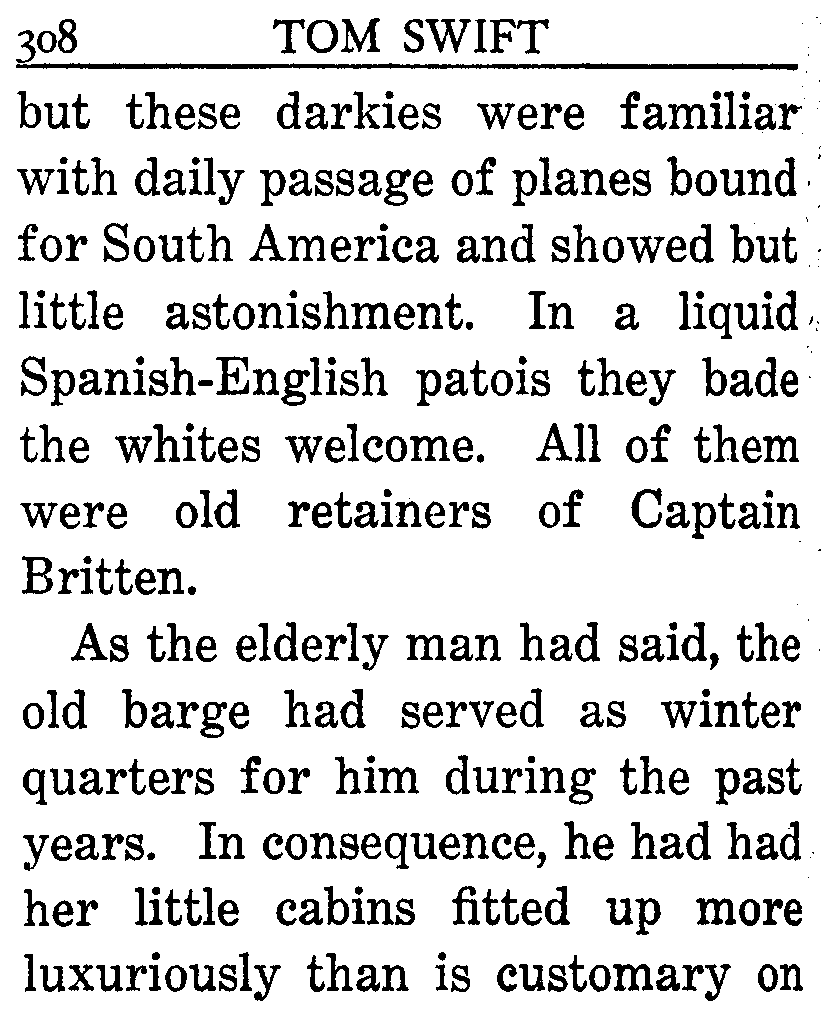 308 TOM SWIFT
but these darkies were familiar
with daily passage of planes bound
for South America and showed but
little astonishment. In a liquid
Spanish-English patois they bade
the whites welcome. All of them
were old retainers of Captain
Britten.
As the elderly man had said, the
old barge had served as winter
quarters for him during the past
years. In consequence, he had had
her little cabins fitted up more
luxuriously than is customary on